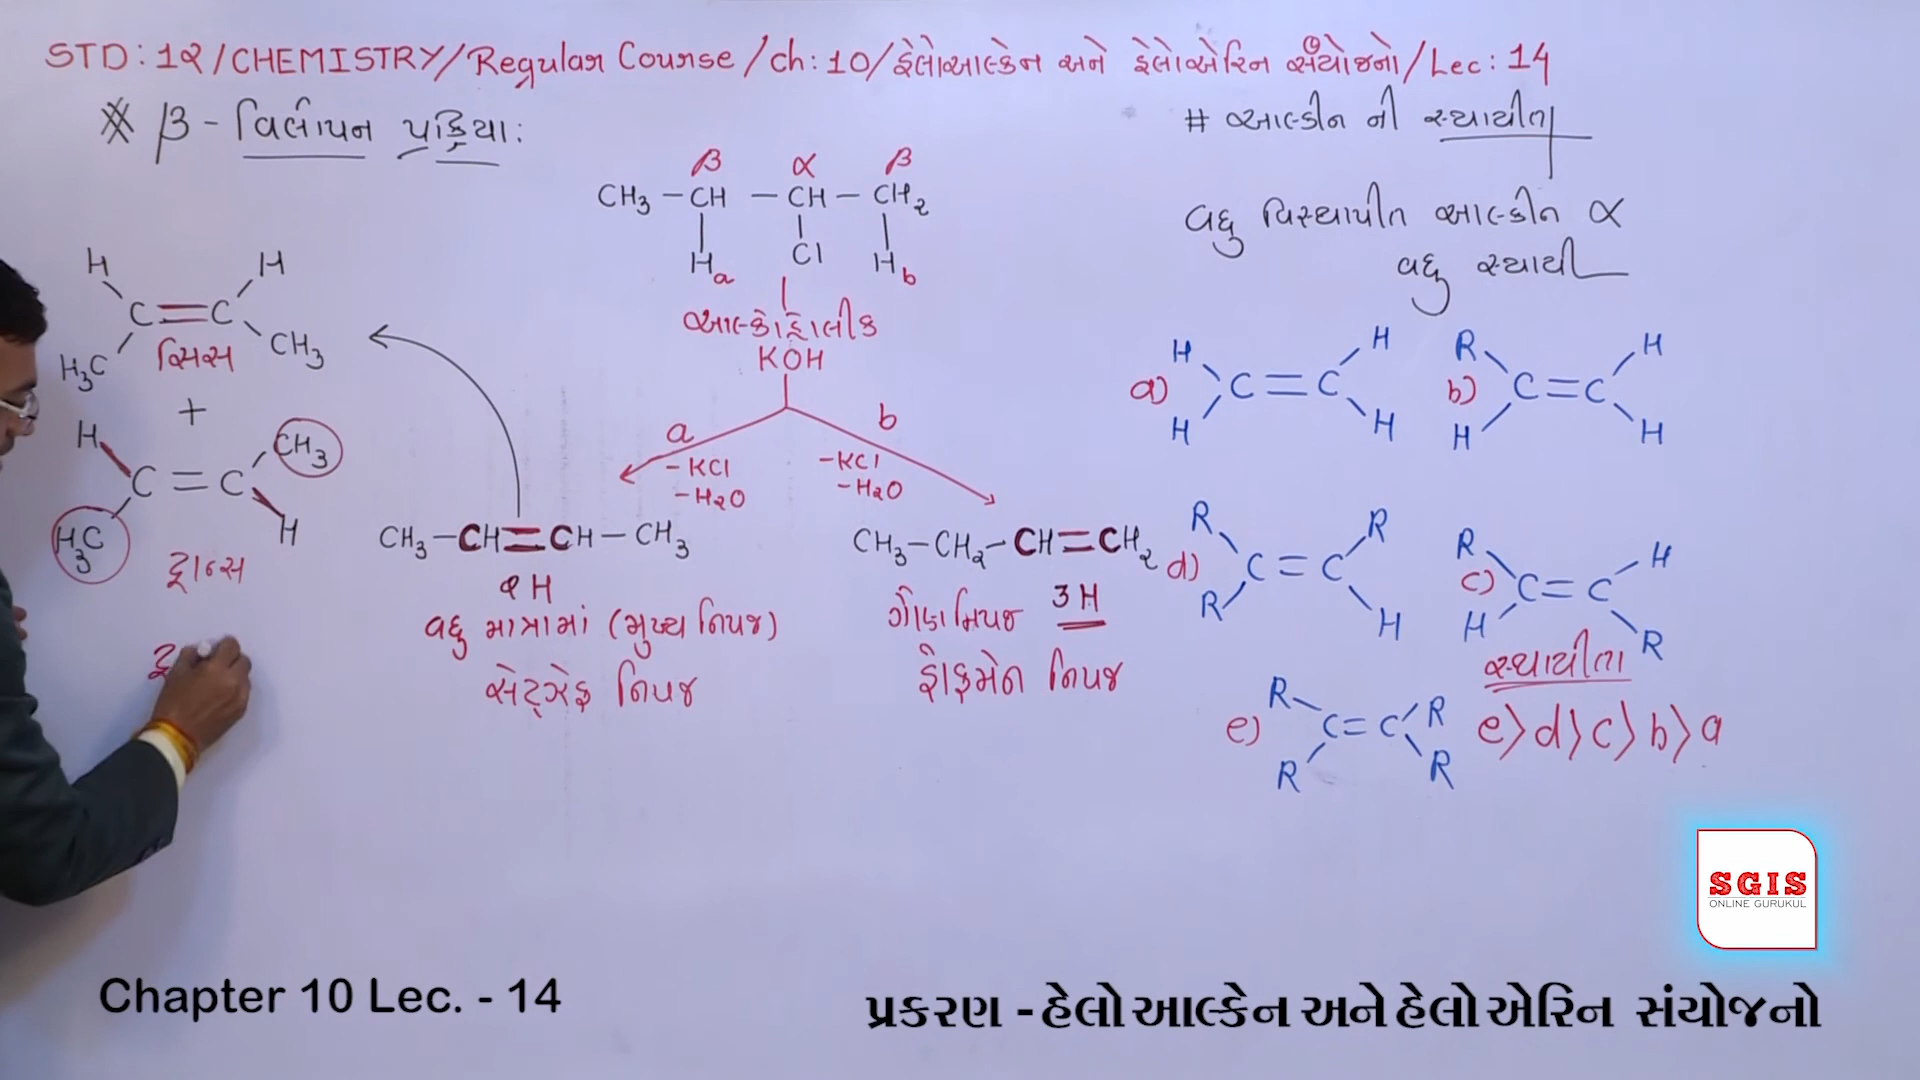 STD : 12 / CHEMISTRY / Regular Course / ch : 10 / હેલોઆલ્કેન અને હેલોએરિન સંયોજનો / Lec : 14
※ β - વિલોપન પ્રક્રિયા :
β α β
CH3 – CH – CH – CH2
Ha Cl Hb
આલ્કોહોલીક
KOH
a b
-KCl -KCl
-H2O -H2O
H H
C = C
H3C સિસ CH3
+
H CH3
C = C
H3C H
ટ્રાન્સ
CH3 – CH = CH – CH3
2 H
વધુ માત્રામાં (મુખ્ય નિપજ)
સેટ્ઝેફ નિપજ
CH3 – CH2 – CH = CH2
ગૌણ નિપજ 3 H
હોફમેન નિપજ
# આલ્કીન ની સ્થાયીતા
વધુ વિસ્થાપીત આલ્કીન ∝
વધુ સ્થાયી
H H
a) C = C
H H
R H
b) C = C
H H
R R
d) C = C
R H
R H
c) C = C
H R
સ્થાયીતા
R R
e) C = C
R R
e > d > c > b > a
SGIS
ONLINE GURUKUL
Chapter 10 Lec. - 14
પ્રકરણ - હેલોઆલ્કેન અને હેલોએરિન સંયોજનો